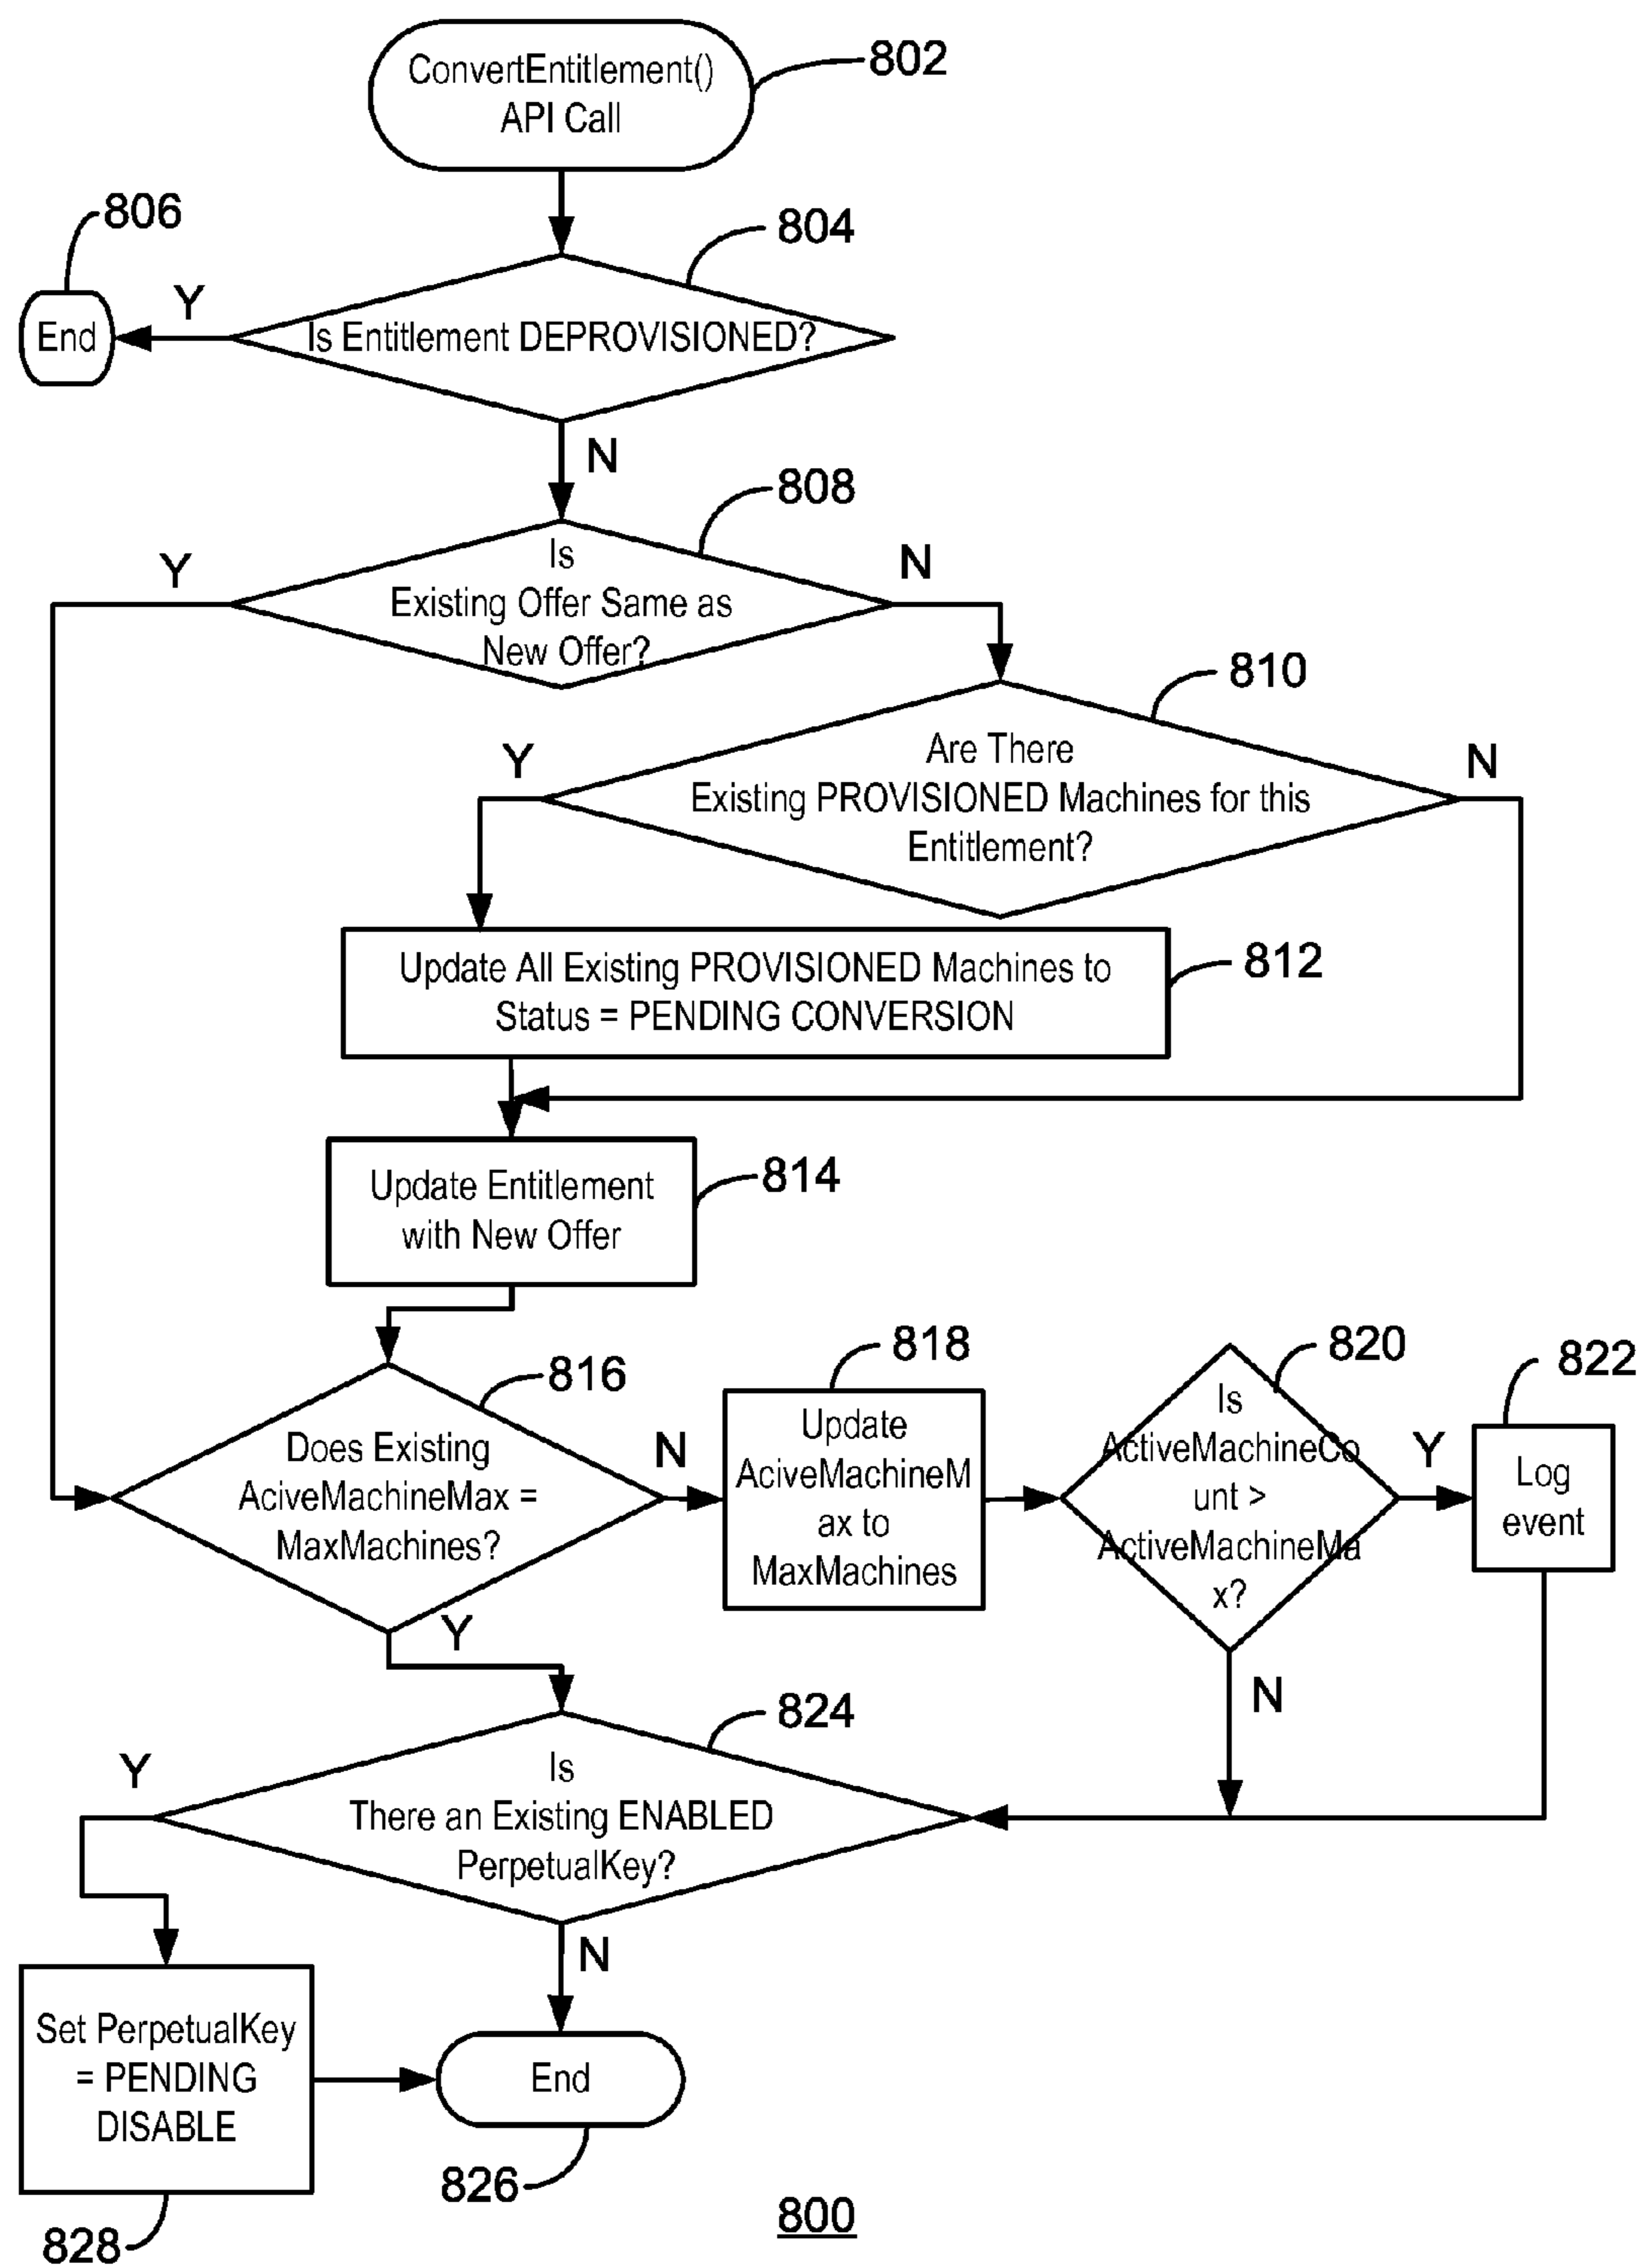 ConvertEntitlement()
API Call
802
806
804
Y
End
Is Entitlement DEPROVISIONED?
N
808
Y
N
Is
Existing Offer Same as
New Offer?
810
Y
N
Are There
Existing PROVISIONED Machines for this
Entitlement?
Update All Existing PROVISIONED Machines to
Status = PENDING CONVERSION
812
Update Entitlement
with New Offer
814
816
Does Existing
AciveMachineMax =
MaxMachines?
N
818
Update
AciveMachineM
ax to
MaxMachines
820
Is
ActiveMachineCo
unt >
ActiveMachineMa
x?
Y
822
Log
event
Y
N
824
Y
Is
There an Existing ENABLED
PerpetualKey?
N
Set PerpetualKey
= PENDING
DISABLE
End
826
828
800